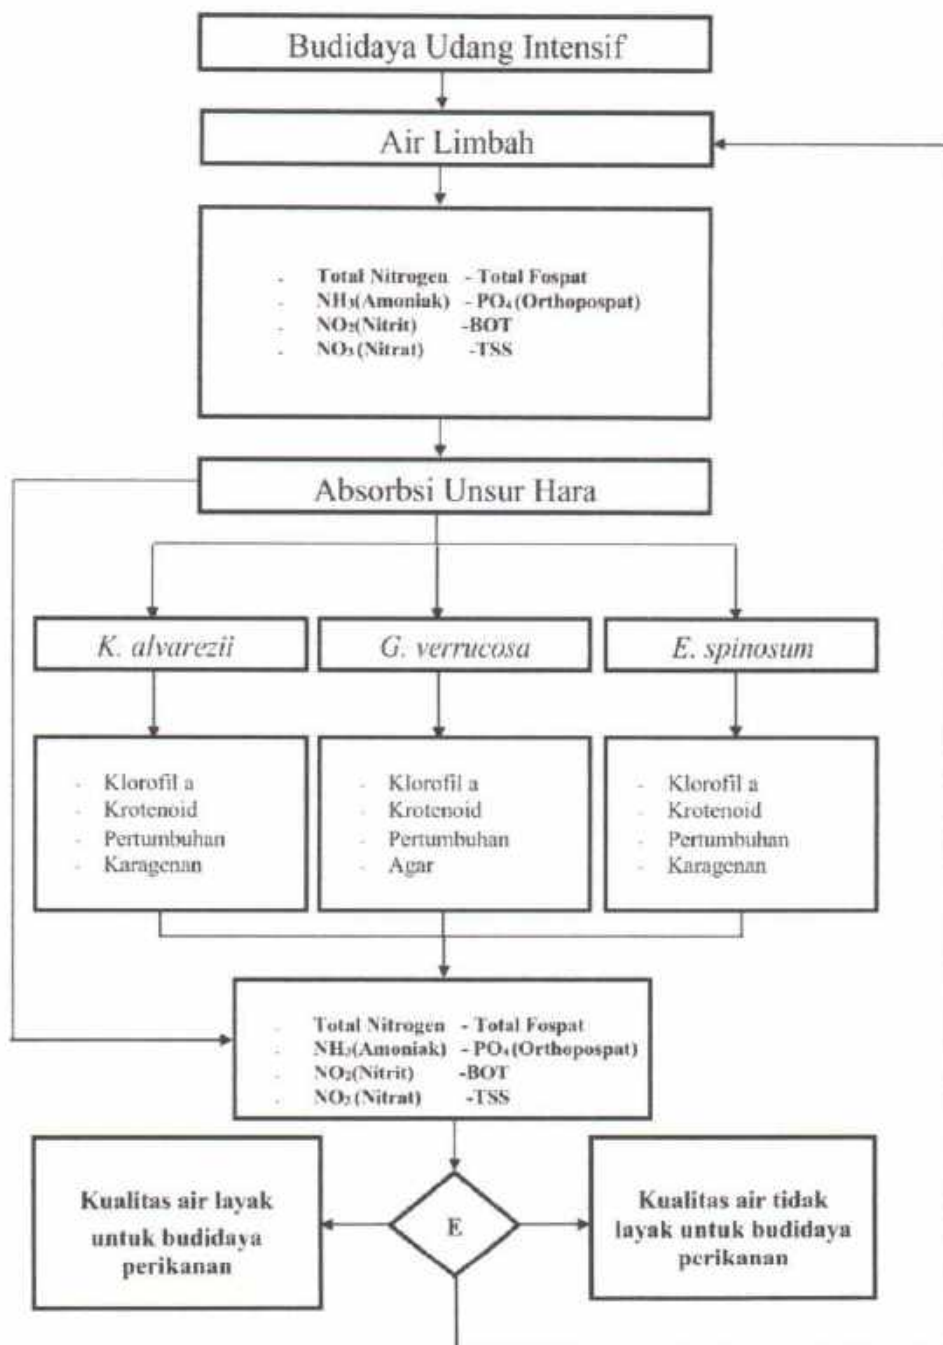 Budidaya Udang Intensif
Air Limbah
- Total Nitrogen - Total Fospat
- NH₃(Amoniak) - PO₄(Orthopospat)
- NO₂(Nitrit) -BOT
- NO₃(Nitrat) -TSS
Absorbsi Unsur Hara
K. alvarezii
G. verrucosa
E. spinosum
- Klorofil a
- Krotenoid
- Pertumbuhan
- Karagenan
- Klorofil a
- Krotenoid
- Pertumbuhan
- Agar
- Klorofil a
- Krotenoid
- Pertumbuhan
- Karagenan
- Total Nitrogen - Total Fospat
- NH₃(Amoniak) - PO₄(Orthopospat)
- NO₂(Nitrit) -BOT
- NO₃(Nitrat) -TSS
Kualitas air layak
untuk budidaya
perikanan
E
Kualitas air tidak
layak untuk budidaya
perikanan